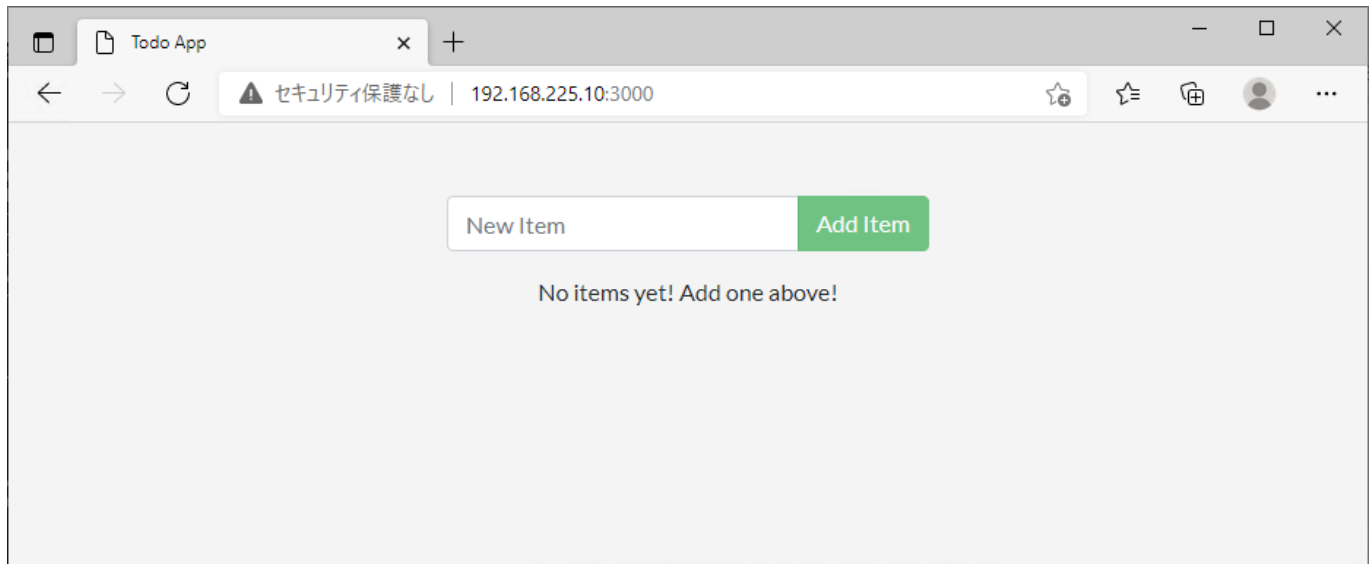 Todo App
セキュリティ保護なし 192.168.225.10:3000
New Item Add Item
No items yet! Add one above!